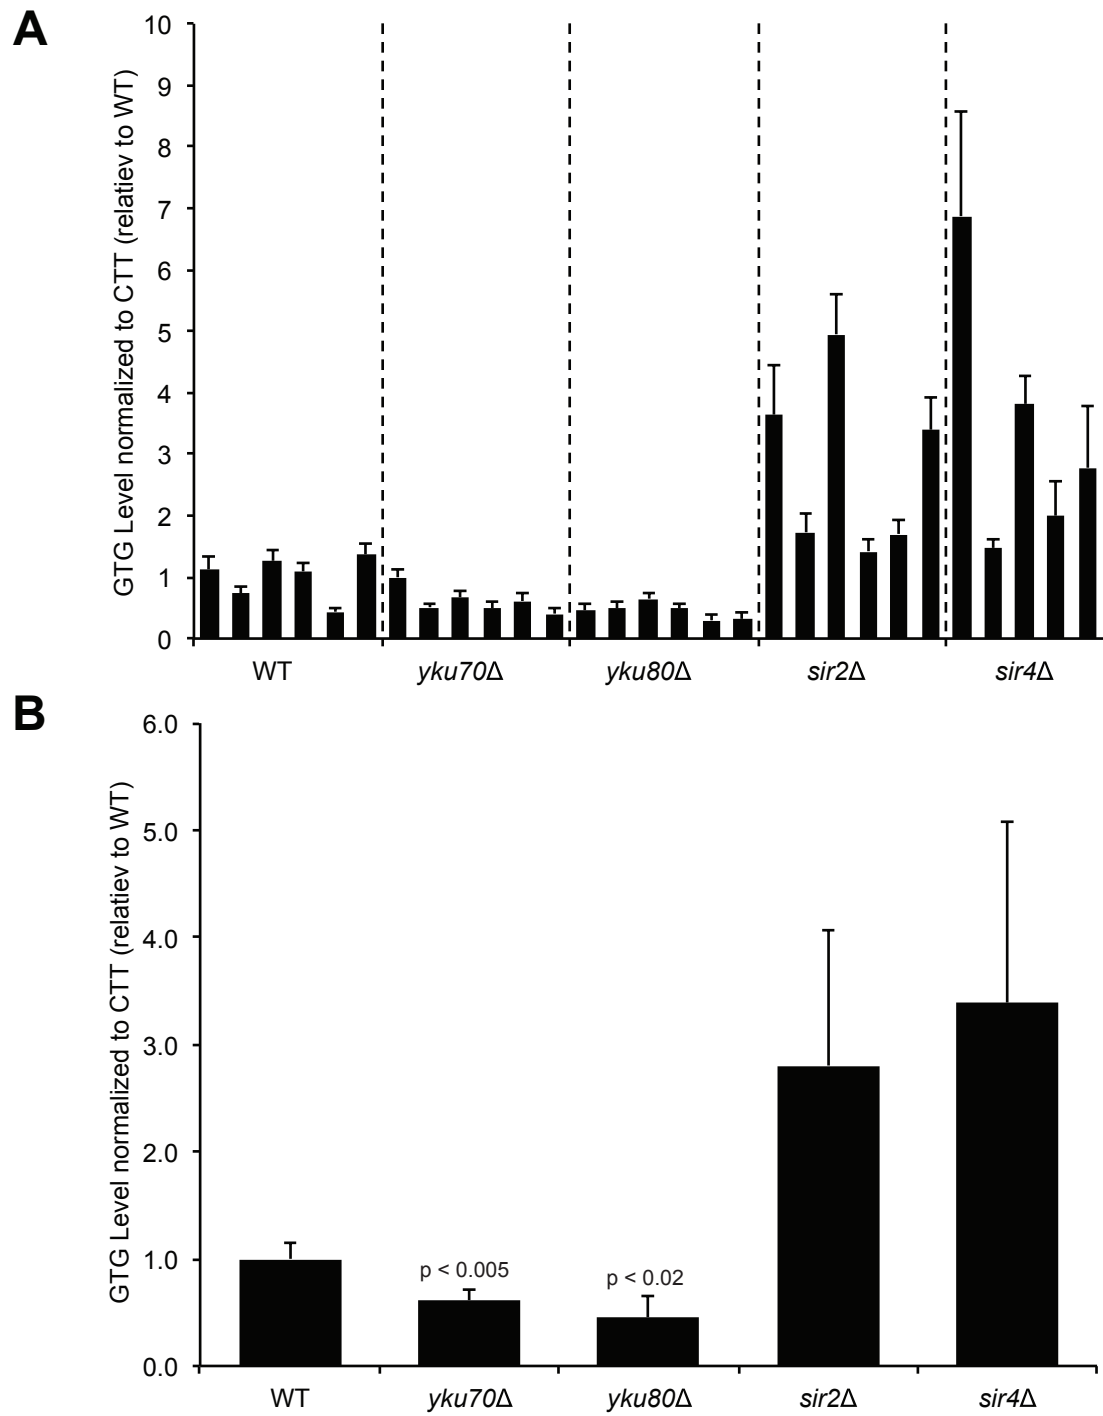 A
GTG Level normalized to CTT (relatiev to WT)
10
9
8
7
6
5
4
3
2
1
0
WT yku70Δ yku80Δ sir2Δ sir4Δ
B
GTG Level normalized to CTT (relatiev to WT)
6.0
5.0
4.0
3.0
2.0
1.0
0.0
p < 0.005
p < 0.02
WT yku70Δ yku80Δ sir2Δ sir4Δ